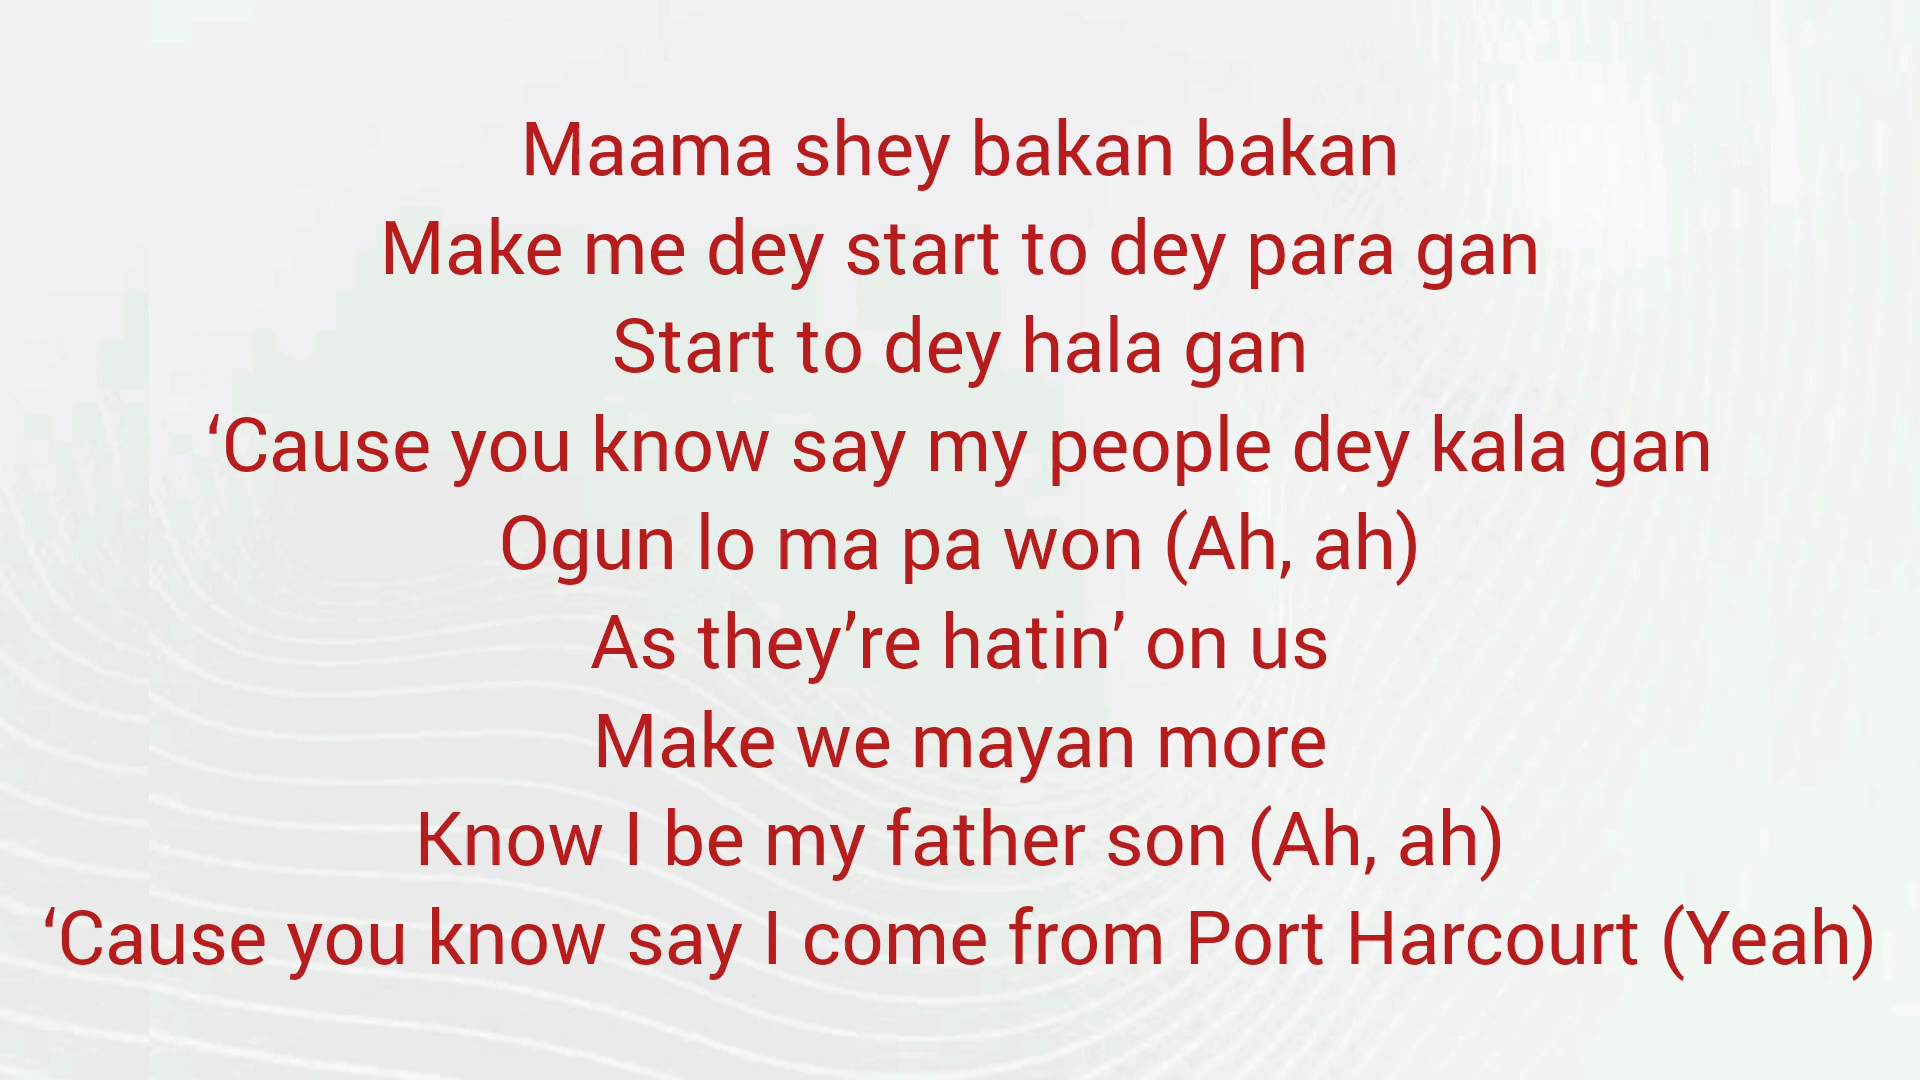 Maama shey bakan bakan
Make me dey start to dey para gan
Start to dey hala gan
‘Cause you know say my people dey kala gan
Ogun lo ma pa won (Ah, ah)
As they’re hatin’ on us
Make we mayan more
Know I be my father son (Ah, ah)
‘Cause you know say I come from Port Harcourt (Yeah)